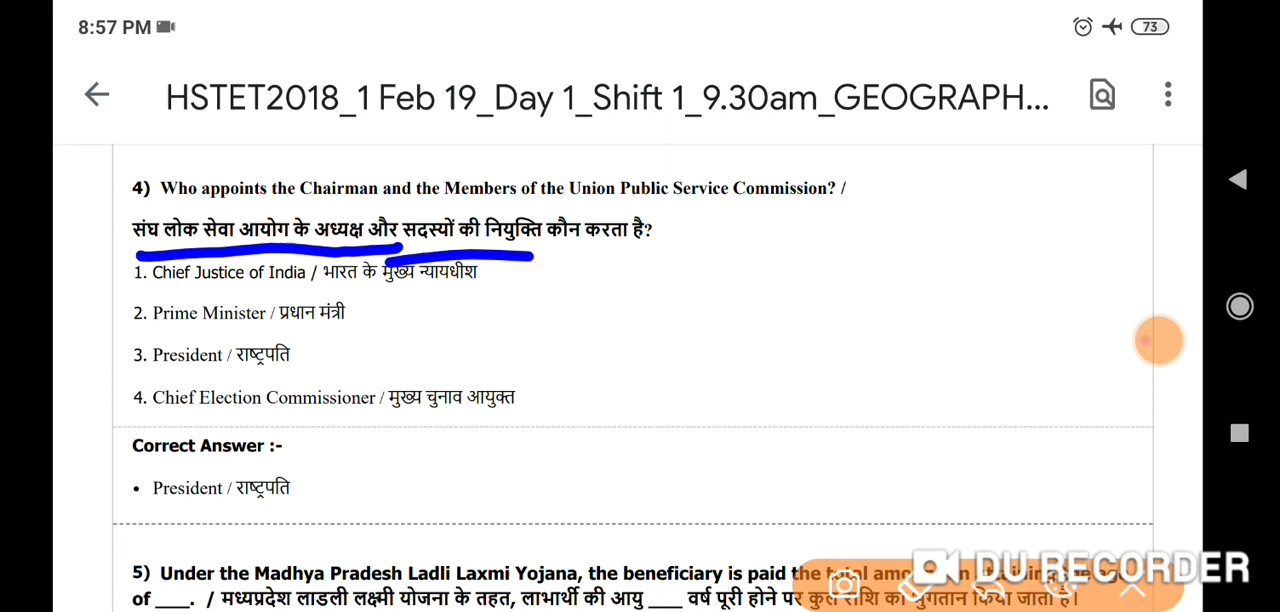 8:57 PM
73
HSTET2018_1 Feb 19_Day 1_Shift 1_9.30am_GEOGRAPH...
4) Who appoints the Chairman and the Members of the Union Public Service Commission? /
संघ लोक सेवा आयोग के अध्यक्ष और सदस्यों की नियुक्ति कौन करता है?
1. Chief Justice of India / भारत के मुख्य न्यायधीश
2. Prime Minister / प्रधान मंत्री
3. President / राष्ट्रपति
4. Chief Election Commissioner / मुख्य चुनाव आयुक्त
Correct Answer :-
• President / राष्ट्रपति
5) Under the Madhya Pradesh Ladli Laxmi Yojana, the beneficiary is paid the total
DU RECORDER
of ___. / मध्यप्रदेश लाडली लक्ष्मी योजना के तहत, लाभार्थी की आयु ___ वर्ष पूरी होने पर कुल राशि का भुगतान किया जाता है।